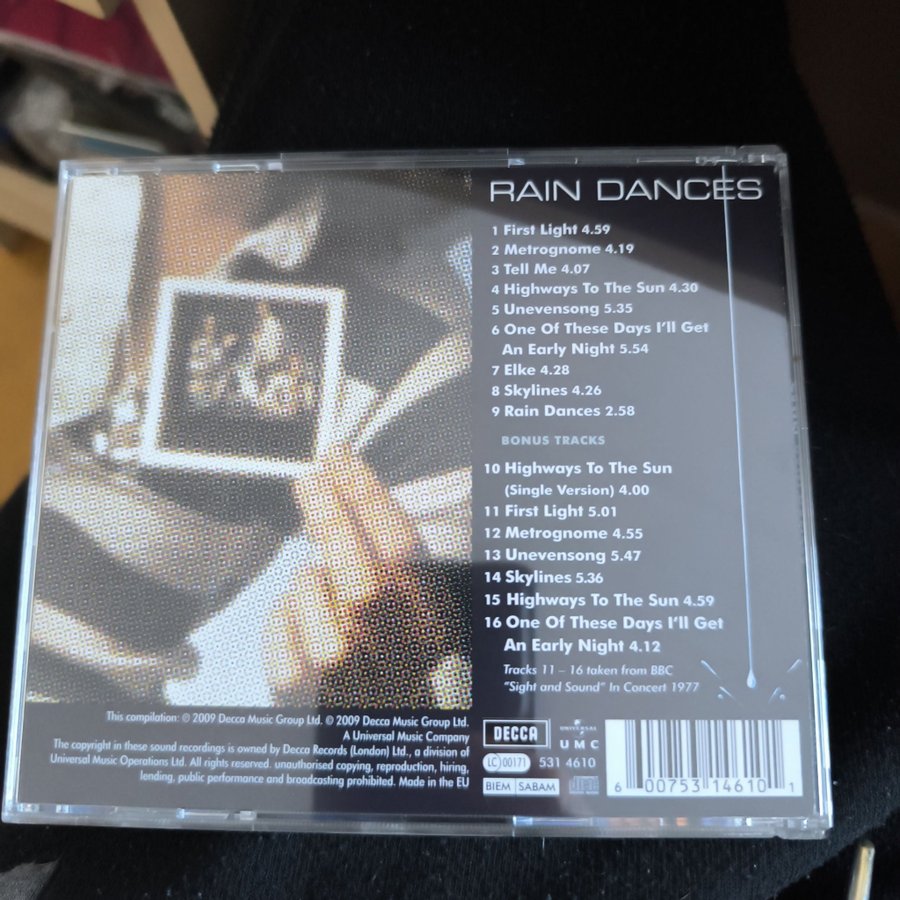 RAIN DANCES
1 First Light 4.59
2 Metrognome 4.19
3 Tell Me 4.07
4 Highways To The Sun 4.30
5 Unevensong 5.35
6 One Of These Days I'll Get
An Early Night 5.54
7 Elke 4.28
8 Skylines 4.26
9 Rain Dances 2.58
BONUS TRACKS
10 Highways To The Sun
(Single Version) 4.00
11 First Light 5.01
12 Metrognome 4.55
13 Unevensong 5.47
14 Skylines 5.36
15 Highways To The Sun 4.59
16 One Of These Days I'll Get
An Early Night 4.12
Tracks 11 – 16 taken from BBC
"Sight and Sound" In Concert 1977
This compilation: ℗ 2009 Decca Music Group Ltd. © 2009 Decca Music Group Ltd.
A Universal Music Company
The copyright in these sound recordings is owned by Decca Records (London) Ltd., a division of
Universal Music Operations Ltd. All rights reserved. unauthorised copying, reproduction, hiring,
lending, public performance and broadcasting prohibited. Made in the EU
DECCA
UNIVERSAL
UMC
LC 00171
531 4610
BIEM SABAM
6 00753 14610 1